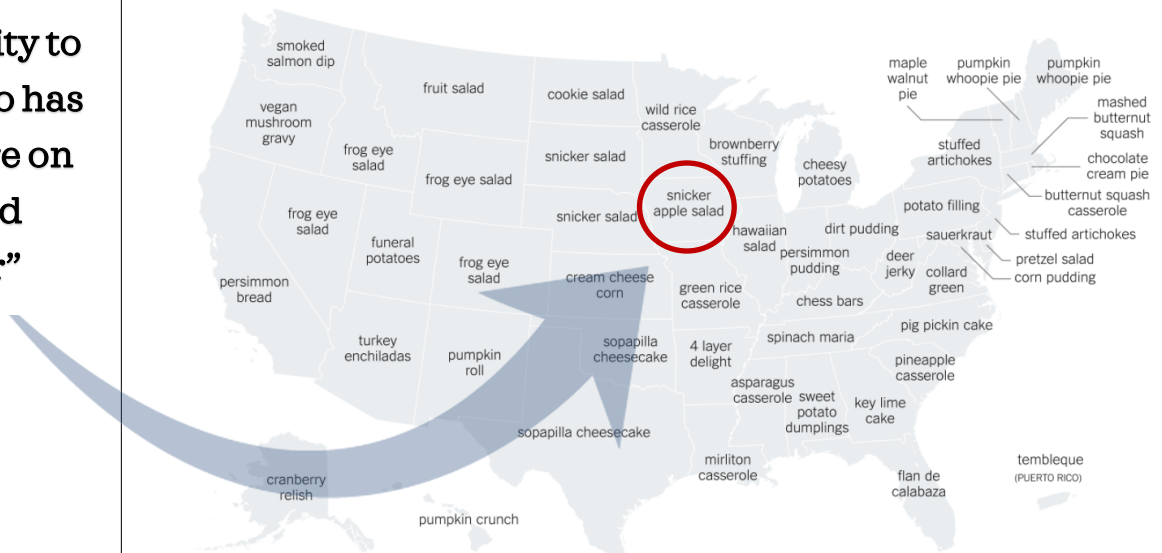 ity to
o has
e on
d
”
smoked
salmon dip
vegan
mushroom
gravy
frog eye
salad
fruit salad
frog eye salad
cookie salad
snicker salad
snicker salad
wild rice
casserole
brownberry
stuffing
cheesy
potatoes
snicker
apple salad
hawaiian
salad
persimmon
pudding
dirt pudding
maple
walnut
pie
pumpkin
whoopie pie
pumpkin
whoopie pie
mashed
butternut
squash
stuffed
artichokes
chocolate
cream pie
butternut squash
casserole
potato filling
sauerkraut
stuffed artichokes
pretzel salad
corn pudding
deer
jerky
collard
green
frog eye
salad
funeral
potatoes
frog eye
salad
persimmon
bread
cream cheese
corn
green rice
casserole
chess bars
pig pickin cake
turkey
enchiladas
pumpkin
roll
sopapilla
cheesecake
4 layer
delight
spinach maria
pineapple
casserole
asparagus
casserole
sweet
potato
dumplings
key lime
cake
sopapilla cheesecake
mirliton
casserole
flan de
calabaza
tembleque
(PUERTO RICO)
cranberry
relish
pumpkin crunch